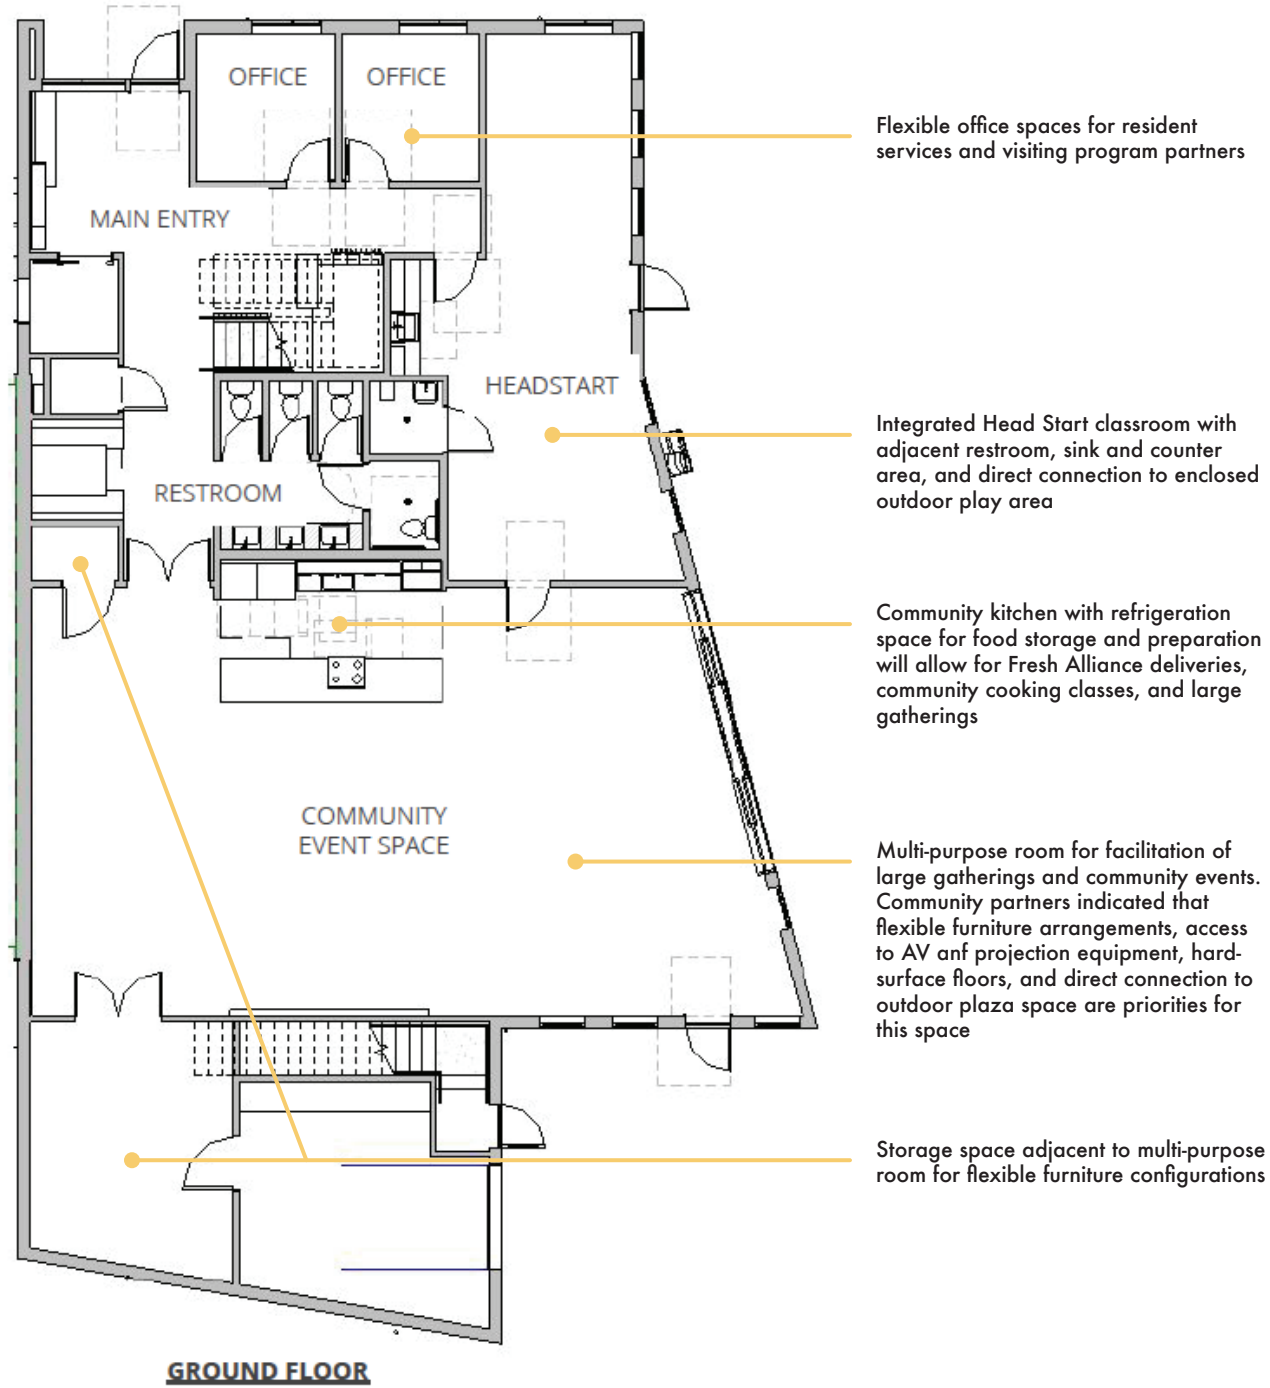 OFFICE
OFFICE
Flexible office spaces for resident
services and visiting program partners
MAIN ENTRY
HEADSTART
Integrated Head Start classroom with
adjacent restroom, sink and counter
area, and direct connection to enclosed
outdoor play area
RESTROOM
Community kitchen with refrigeration
space for food storage and preparation
will allow for Fresh Alliance deliveries,
community cooking classes, and large
gatherings
COMMUNITY
EVENT SPACE
Multi-purpose room for facilitation of
large gatherings and community events.
Community partners indicated that
flexible furniture arrangements, access
to AV anf projection equipment, hard-
surface floors, and direct connection to
outdoor plaza space are priorities for
this space
Storage space adjacent to multi-purpose
room for flexible furniture configurations
GROUND FLOOR